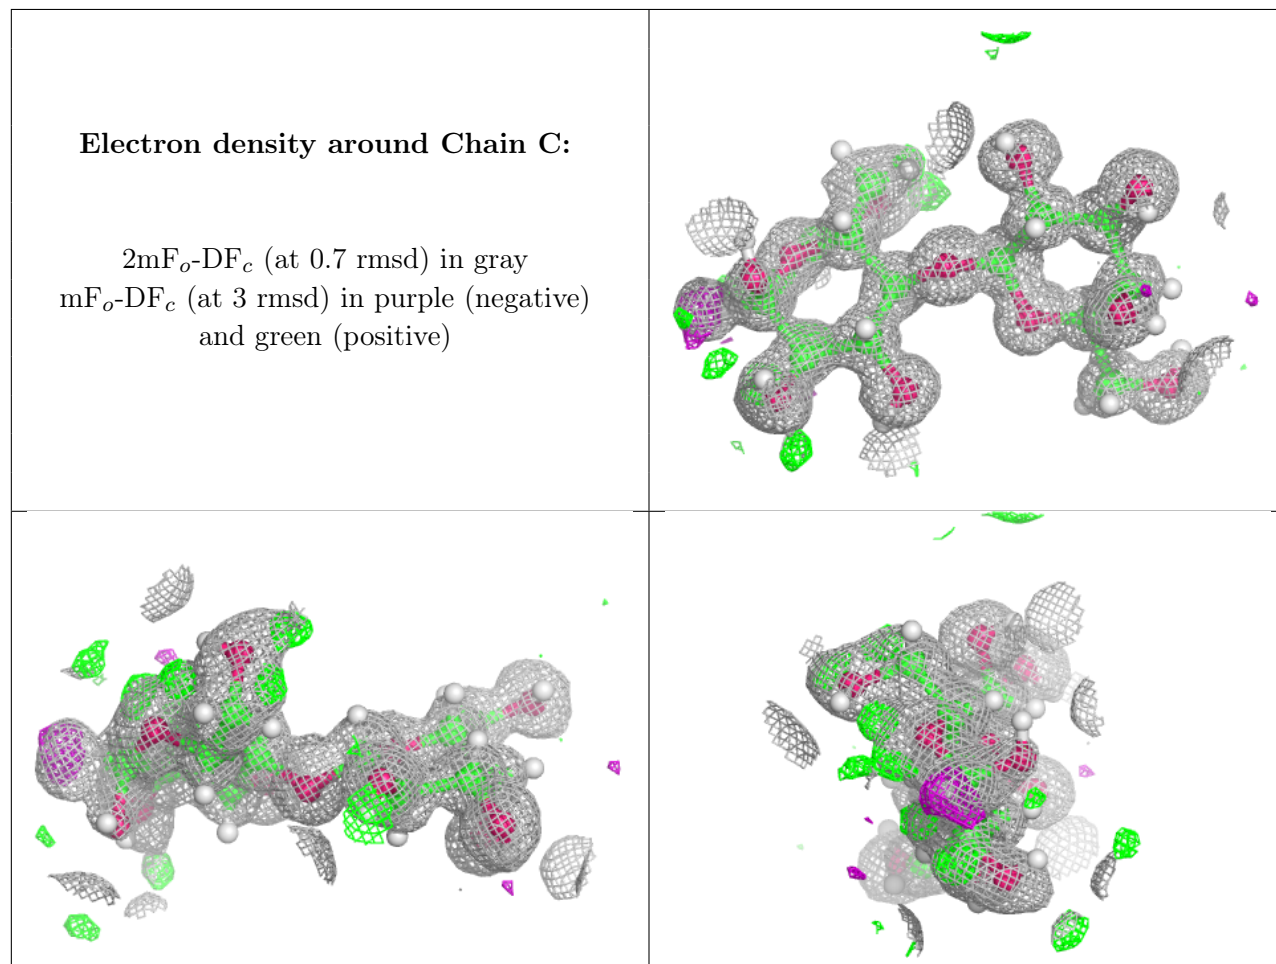 Electron density around Chain C:
2mFₒ-DF𝒸 (at 0.7 rmsd) in gray
mFₒ-DF𝒸 (at 3 rmsd) in purple (negative)
and green (positive)